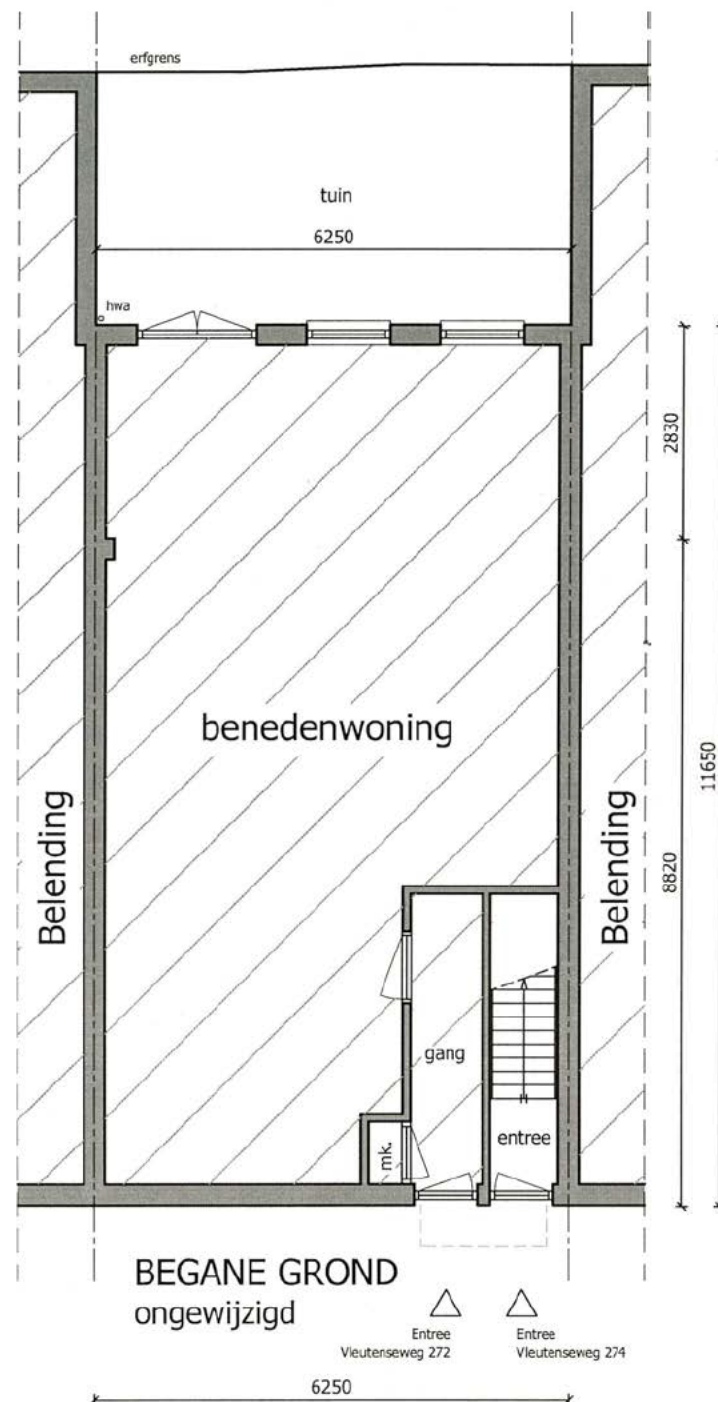 erfgrens
tuin
6250
hwa
2830
benedenwoning
11650
Belending
8820
Belending
gang
entree
mk.
BEGANE GROND
ongewijzigd
Entree
Vleutenseweg 272
Entree
Vleutenseweg 274
6250